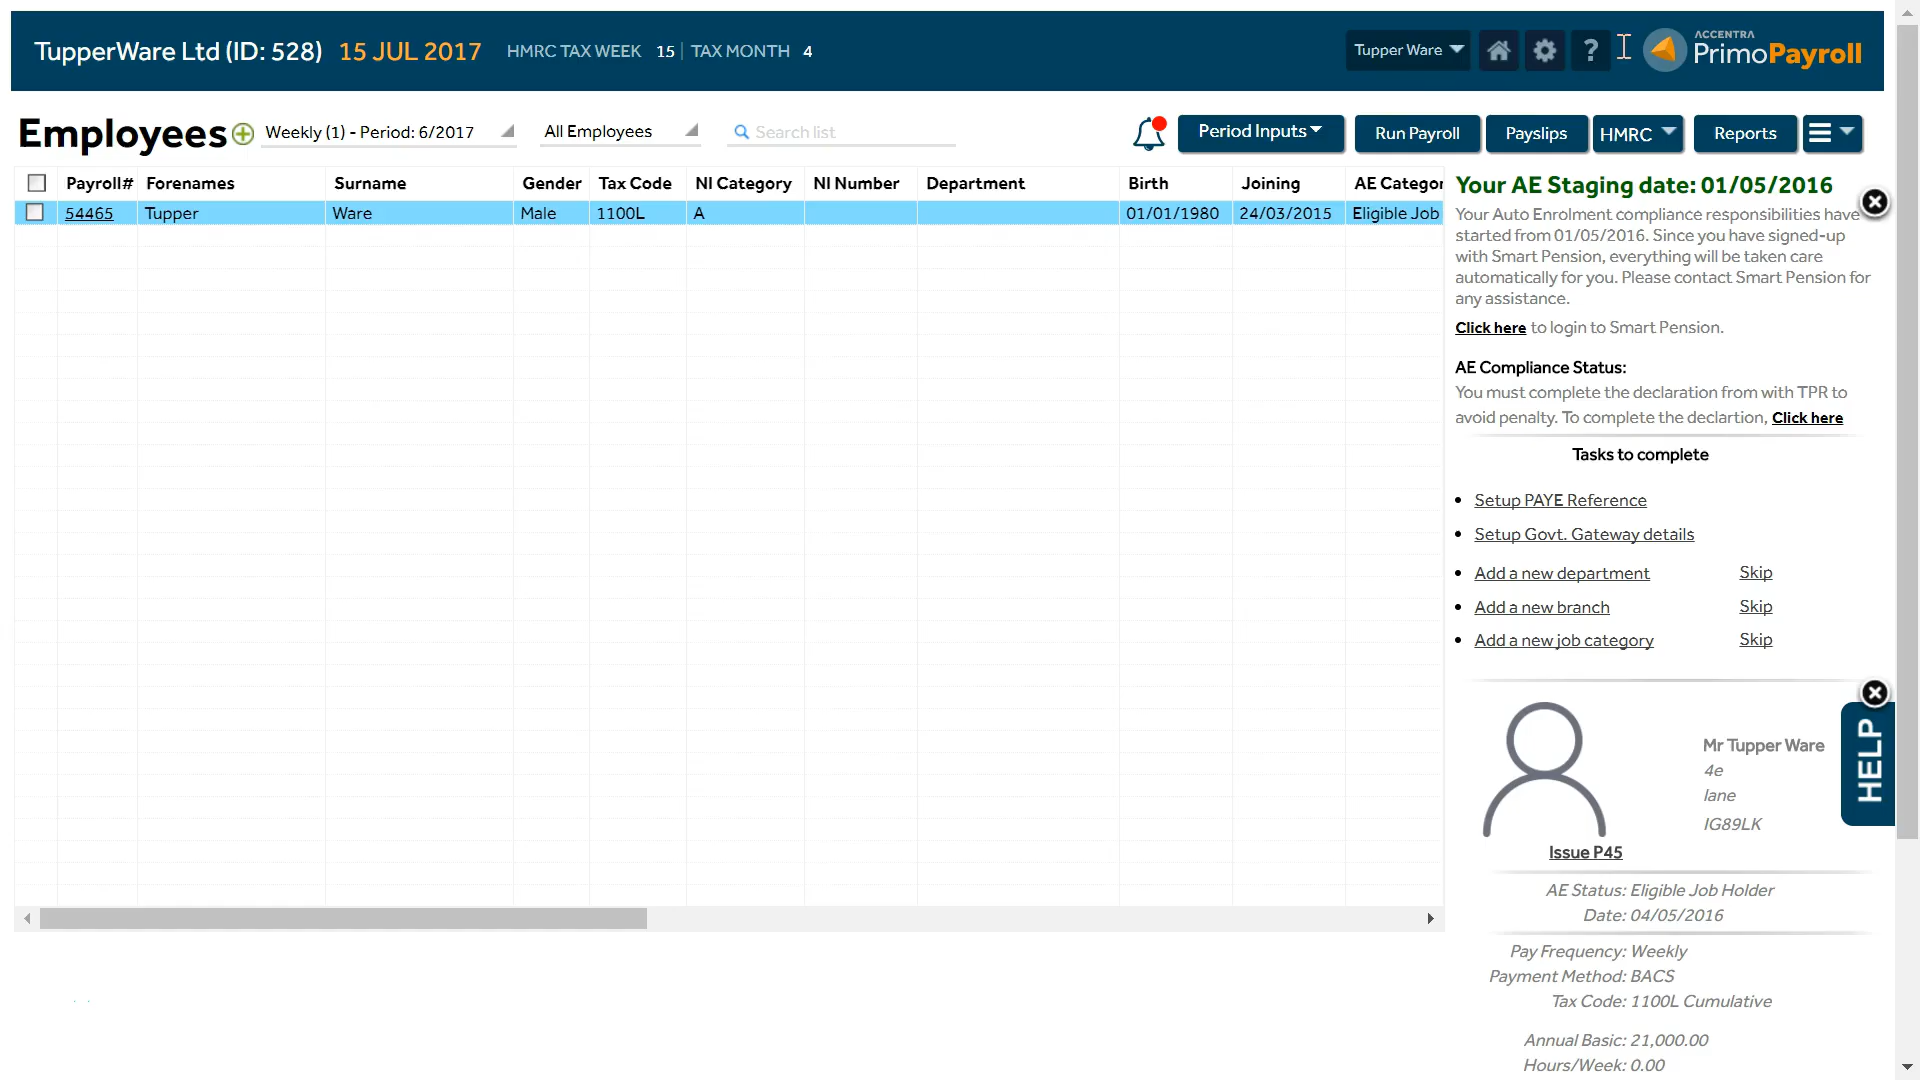 TupperWare Ltd (ID: 528) 15 JUL 2017 HMRC TAX WEEK 15 | TAX MONTH 4
Tupper Ware
?
ACCENTRA
PrimoPayroll
Employees
Weekly (1) - Period: 6/2017
All Employees
Search list
Period Inputs
Run Payroll
Payslips
HMRC
Reports
Payroll# Forenames Surname Gender Tax Code NI Category NI Number Department Birth Joining AE Categor
54465 Tupper Ware Male 1100L A 01/01/1980 24/03/2015 Eligible Job
Your AE Staging date: 01/05/2016
Your Auto Enrolment compliance responsibilities have
started from 01/05/2016. Since you have signed-up
with Smart Pension, everything will be taken care
automatically for you. Please contact Smart Pension for
any assistance.
Click here to login to Smart Pension.
AE Compliance Status:
You must complete the declaration from with TPR to
avoid penalty. To complete the declartion, Click here
Tasks to complete
• Setup PAYE Reference
• Setup Govt. Gateway details
• Add a new department Skip
• Add a new branch Skip
• Add a new job category Skip
HELP
Mr Tupper Ware
4e
lane
IG89LK
Issue P45
AE Status: Eligible Job Holder
Date: 04/05/2016
Pay Frequency: Weekly
Payment Method: BACS
Tax Code: 1100L Cumulative
Annual Basic: 21,000.00
Hours/Week: 0.00